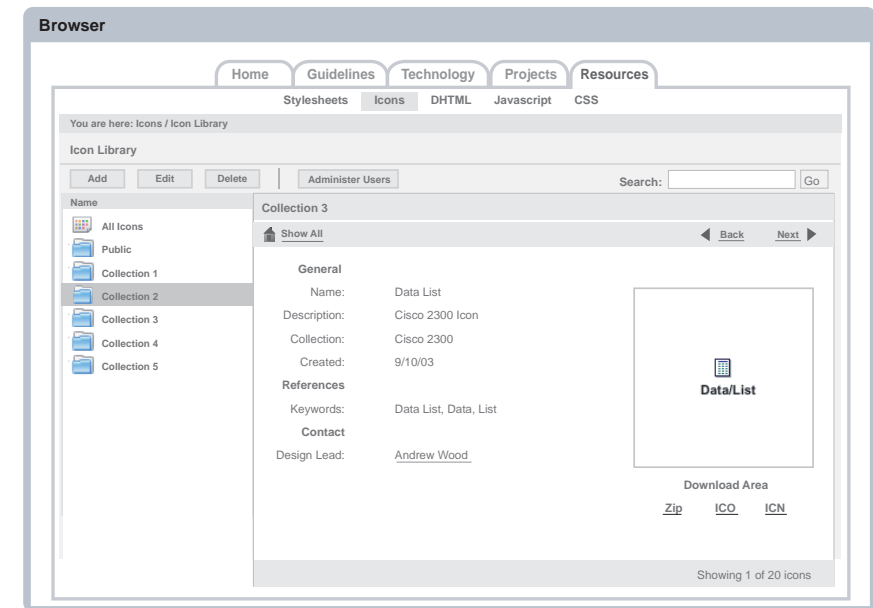 Browser
Home Guidelines Technology Projects Resources
Stylesheets Icons DHTML Javascript CSS
You are here: Icons / Icon Library
Icon Library
Add Edit Delete Administer Users Search: Go
Name
All Icons
Public
Collection 1
Collection 2
Collection 3
Collection 4
Collection 5
Collection 3
Show All Back Next
General
Name: Data List
Description: Cisco 2300 Icon
Collection: Cisco 2300
Created: 9/10/03
References
Keywords: Data List, Data, List
Contact
Design Lead: Andrew Wood
Data/List
Download Area
Zip ICO ICN
Showing 1 of 20 icons